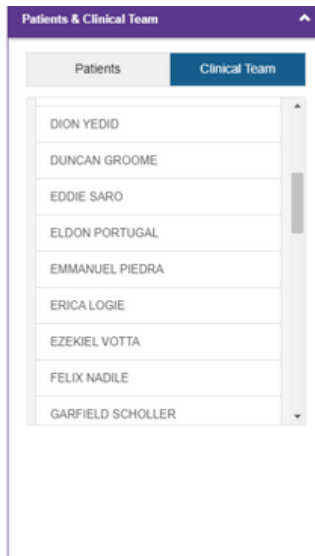 Patients & Clinical Team
Patients
Clinical Team
DION YEDID
DUNCAN GROOME
EDDIE SARO
ELDON PORTUGAL
EMMANUEL PIEDRA
ERICA LOGIE
EZEKIEL VOTTA
FELIX NADILE
GARFIELD SCHOLLER